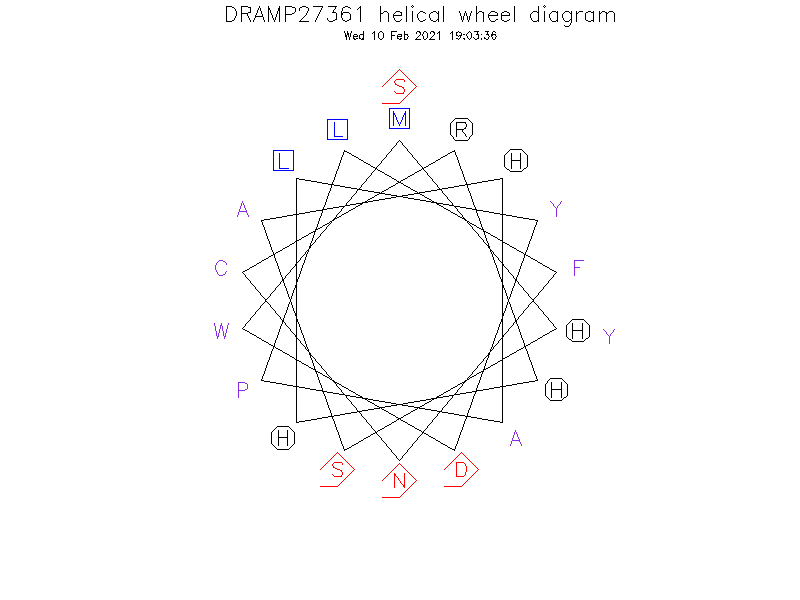 DRAMP27361 helical wheel diagram
Wed 10 Feb 2021 19:03:36
S
M
L R
L H
A Y
C F
W H Y
P H
H A
S N D